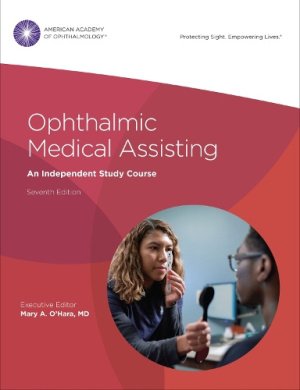 AMERICAN ACADEMY
OF OPHTHALMOLOGY®
Protecting Sight. Empowering Lives.®
Ophthalmic
Medical Assisting
An Independent Study Course
Seventh Edition
Executive Editor
Mary A. O'Hara, MD